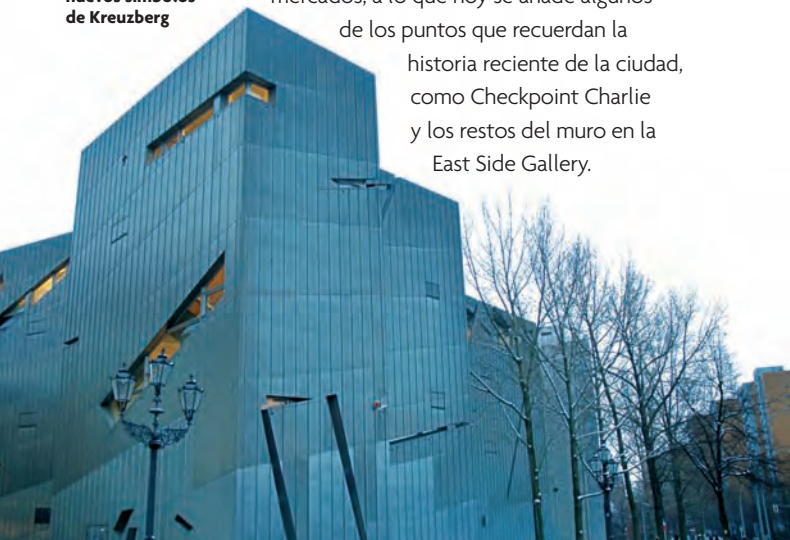 nuevos símbolos
de Kreuzberg
mercados, a lo que hoy se añade algunos
de los puntos que recuerdan la
historia reciente de la ciudad,
como Checkpoint Charlie
y los restos del muro en la
East Side Gallery.